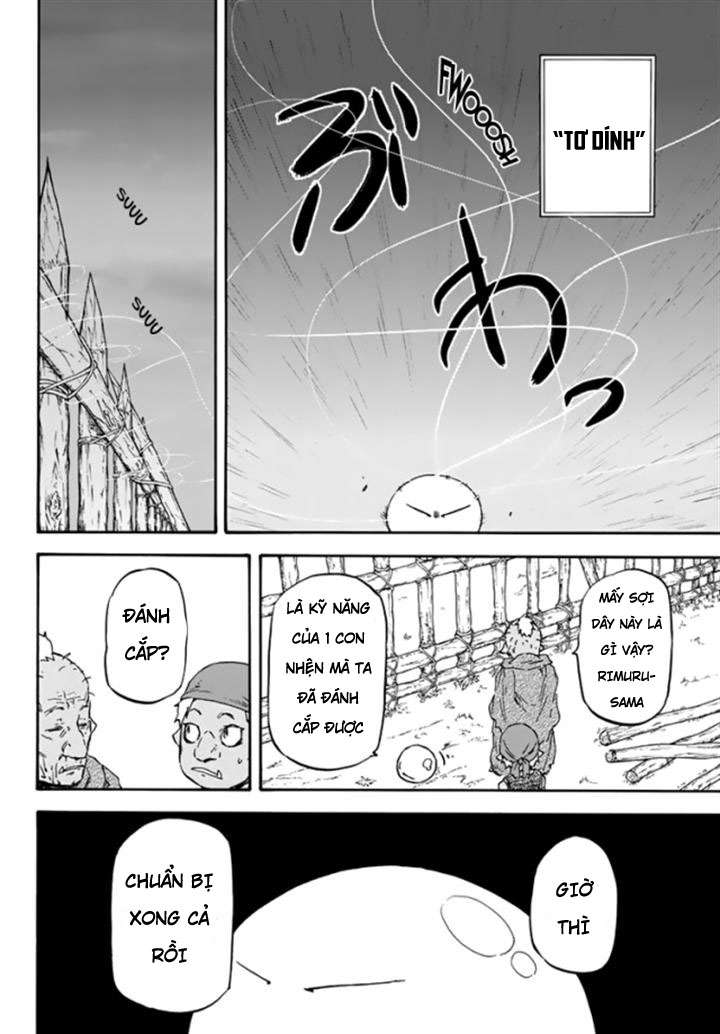 "TƠ DÍNH"
FWOOOSH
ぶ
わっ
SUUU
SUUU
MẤY SỢI
DÂY NÀY LÀ
GÌ VẬY?
RIMURU-
SAMA
LÀ KỸ NĂNG
CỦA 1 CON
NHỆN MÀ TA
ĐÃ ĐÁNH
CẮP ĐƯỢC
ĐÁNH
CẮP?
GIỜ
THÌ
CHUẨN BỊ
XONG CẢ
RỒI